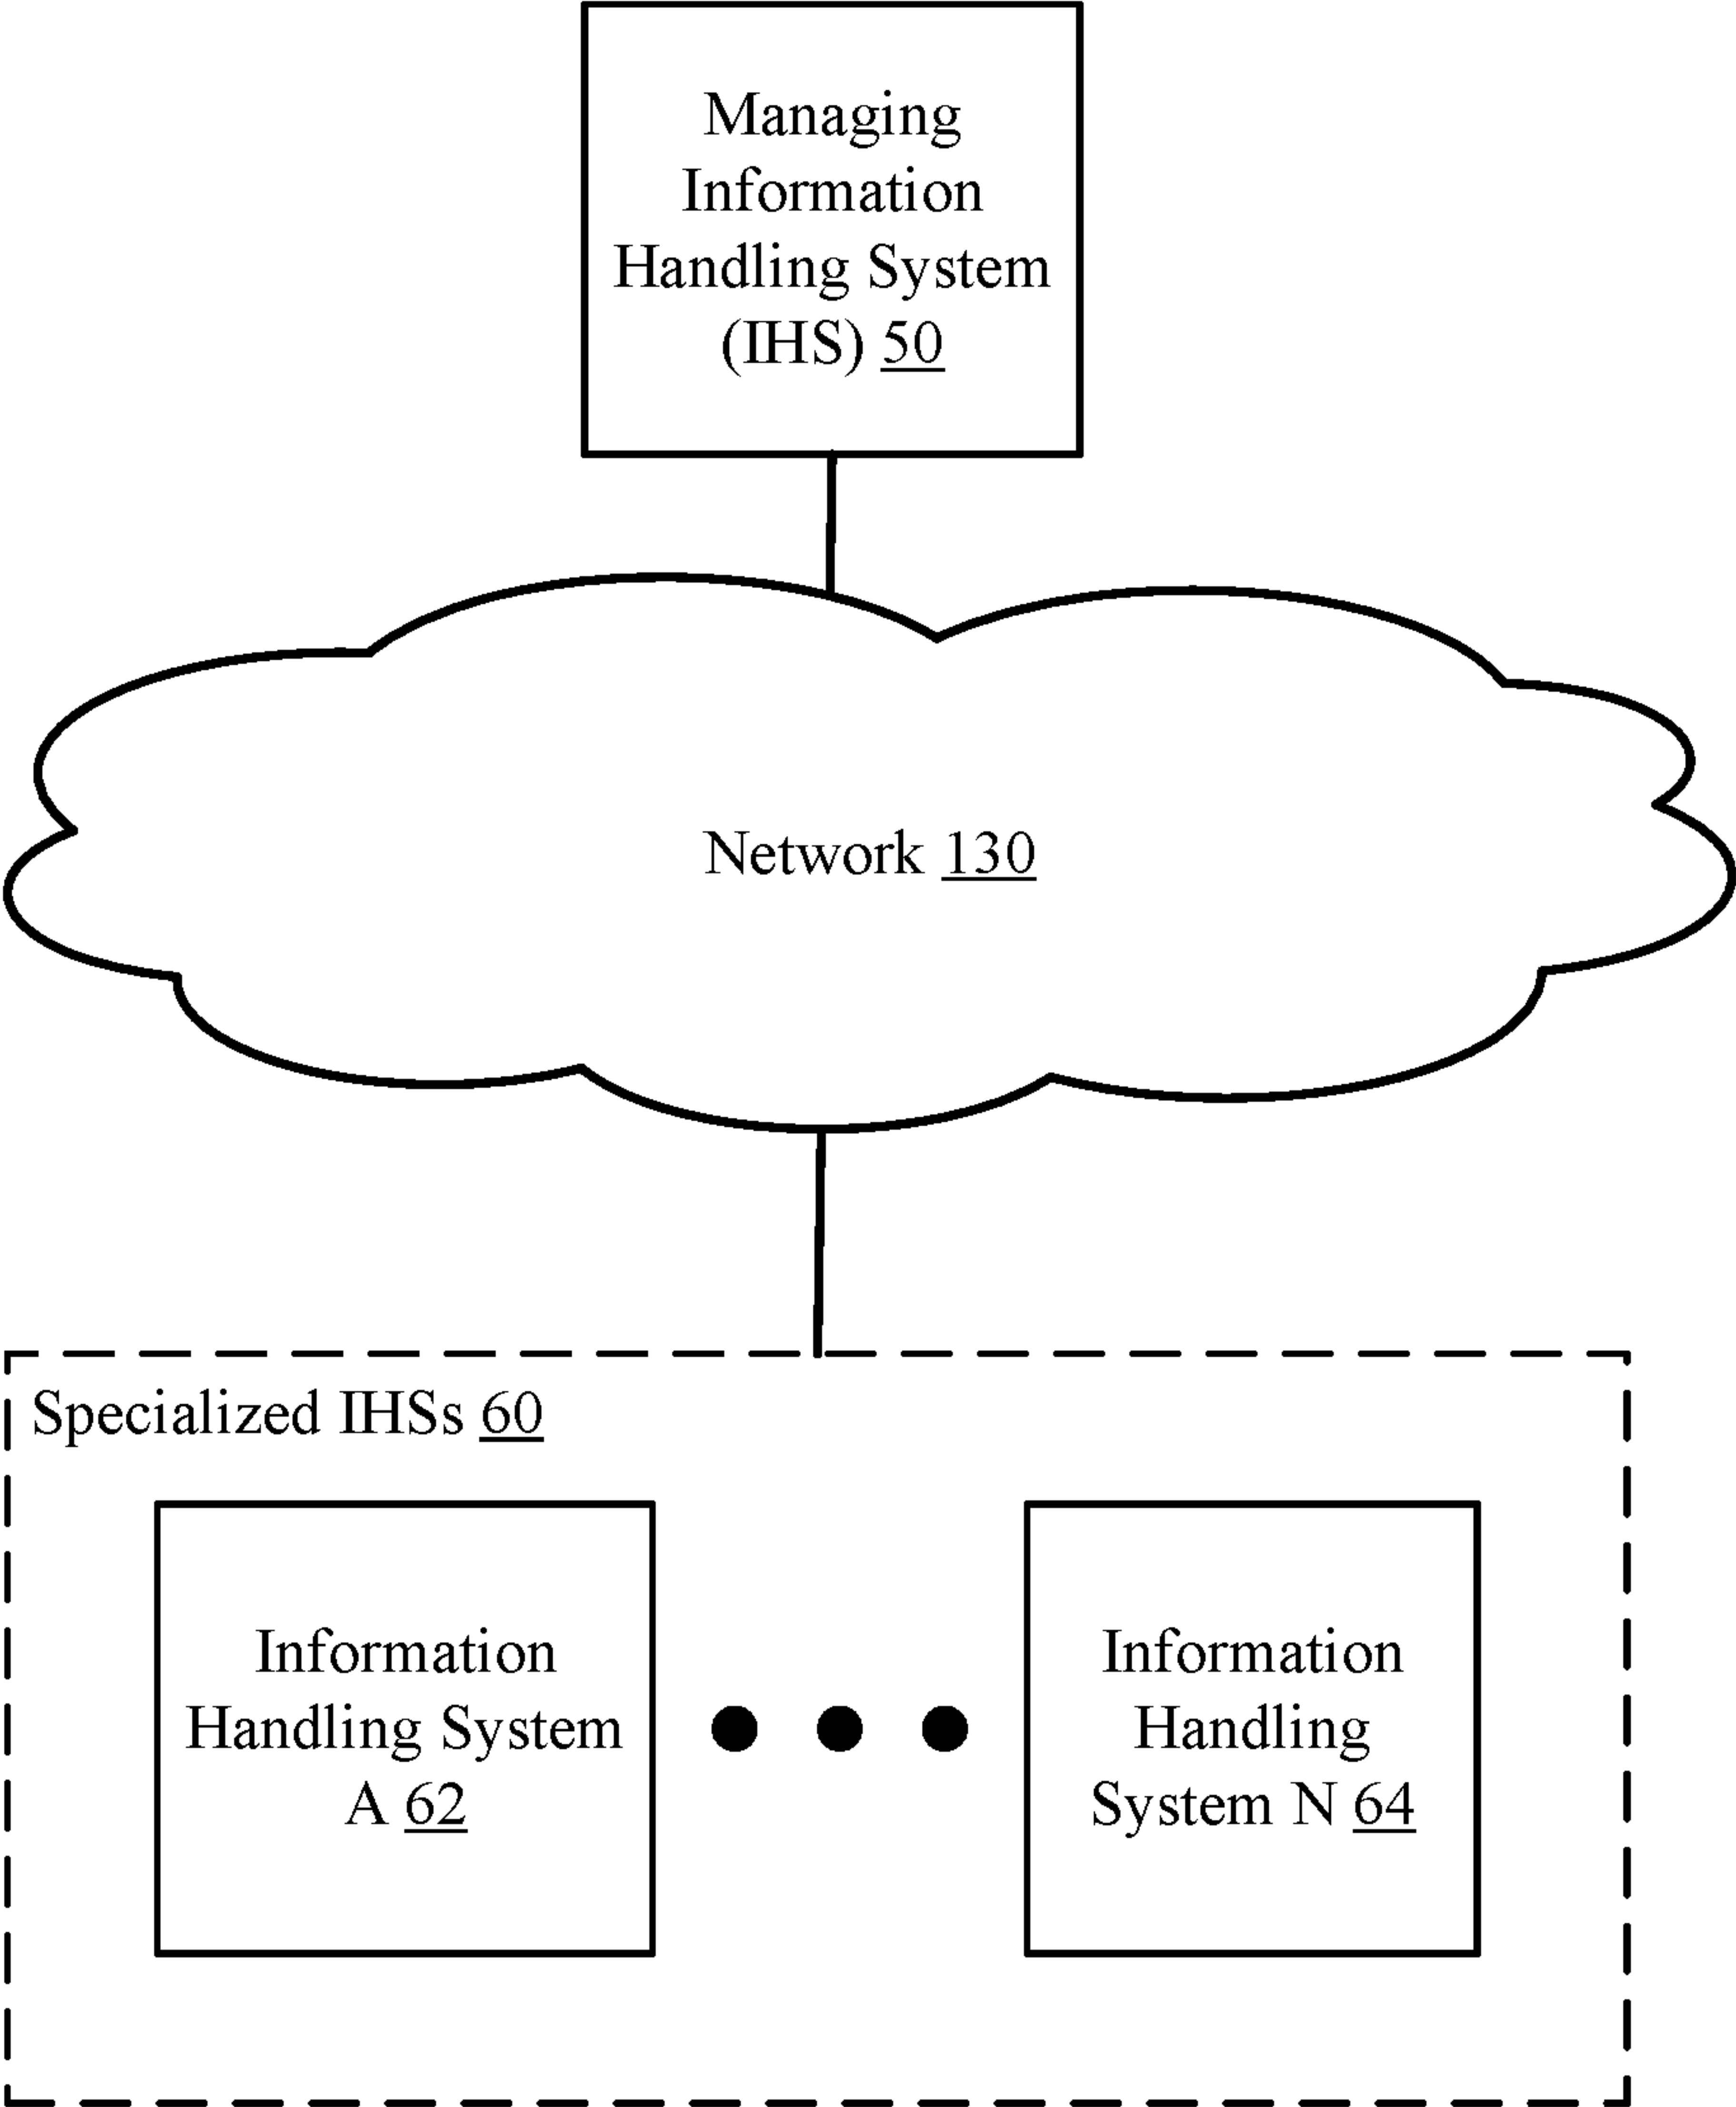 Managing
Information
Handling System
(IHS) 50
Network 130
Specialized IHSs 60
Information
Handling System
A 62
Information
Handling
System N 64